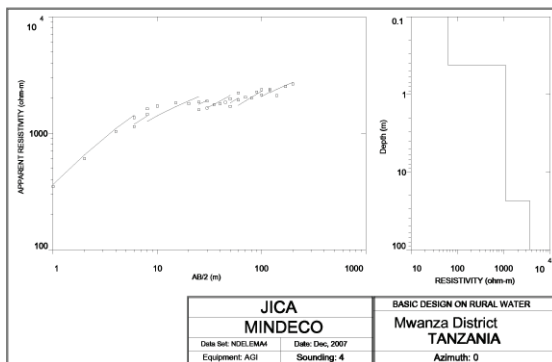 10 4
1000
100
APPARENT RESISTIVITY (ohm-m)
1 10 100 1000
AB/2 (m)
0.1
1
10
100
Depth (m)
10 100 1000 10 4
RESISTIVITY (ohm-m)
JICA
MINDECO
Data Set: NDELEMA4 Date: Dec, 2007
Equipment: AGI Sounding: 4
BASIC DESIGN ON RURAL WATER
Mwanza District
TANZANIA
Azimuth: 0